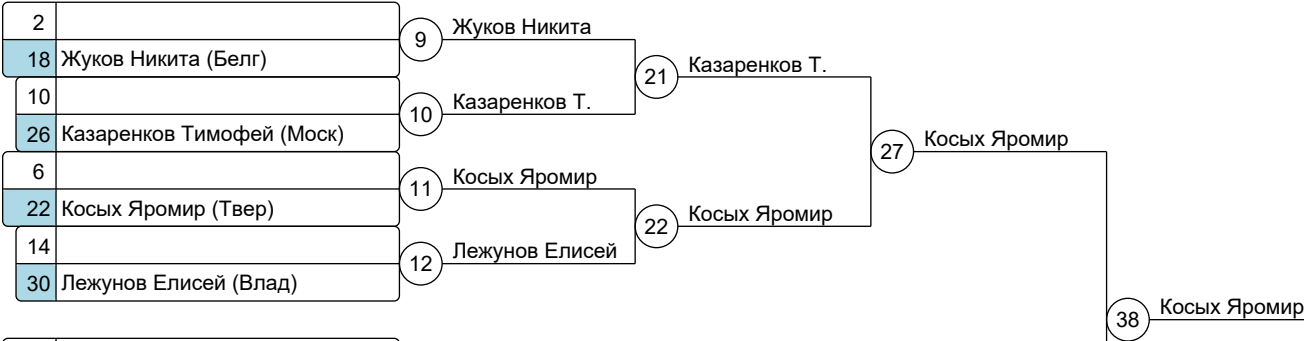 2
18 Жуков Никита (Белг)
9 Жуков Никита
10
26 Казаренков Тимофей (Моск)
10 Казаренков Т.
21 Казаренков Т.
6
22 Косых Яромир (Твер)
11 Косых Яромир
14
30 Лежунов Елисей (Влад)
12 Лежунов Елисей
22 Косых Яромир
27 Косых Яромир
38 Косых Яромир